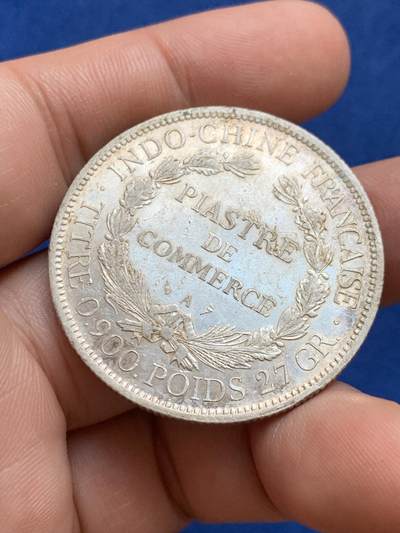 INDO-CHINE FRANÇAISE
PIASTRE
DE
COMMERCE
A
TITRE 0,900. POIDS 27 GR.